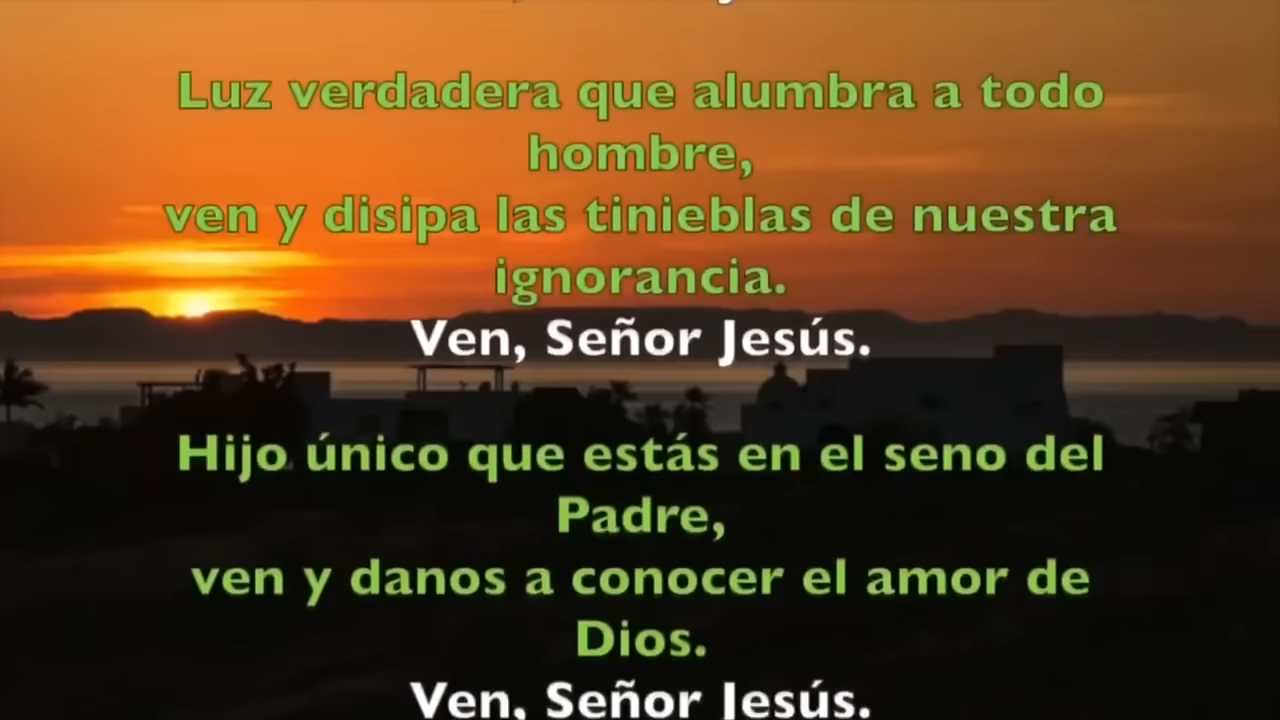 Luz verdadera que alumbra a todo
hombre,
ven y disipa las tinieblas de nuestra
ignorancia.
Ven, Señor Jesús.
Hijo único que estás en el seno del
Padre,
ven y danos a conocer el amor de
Dios.
Ven, Señor Jesús.